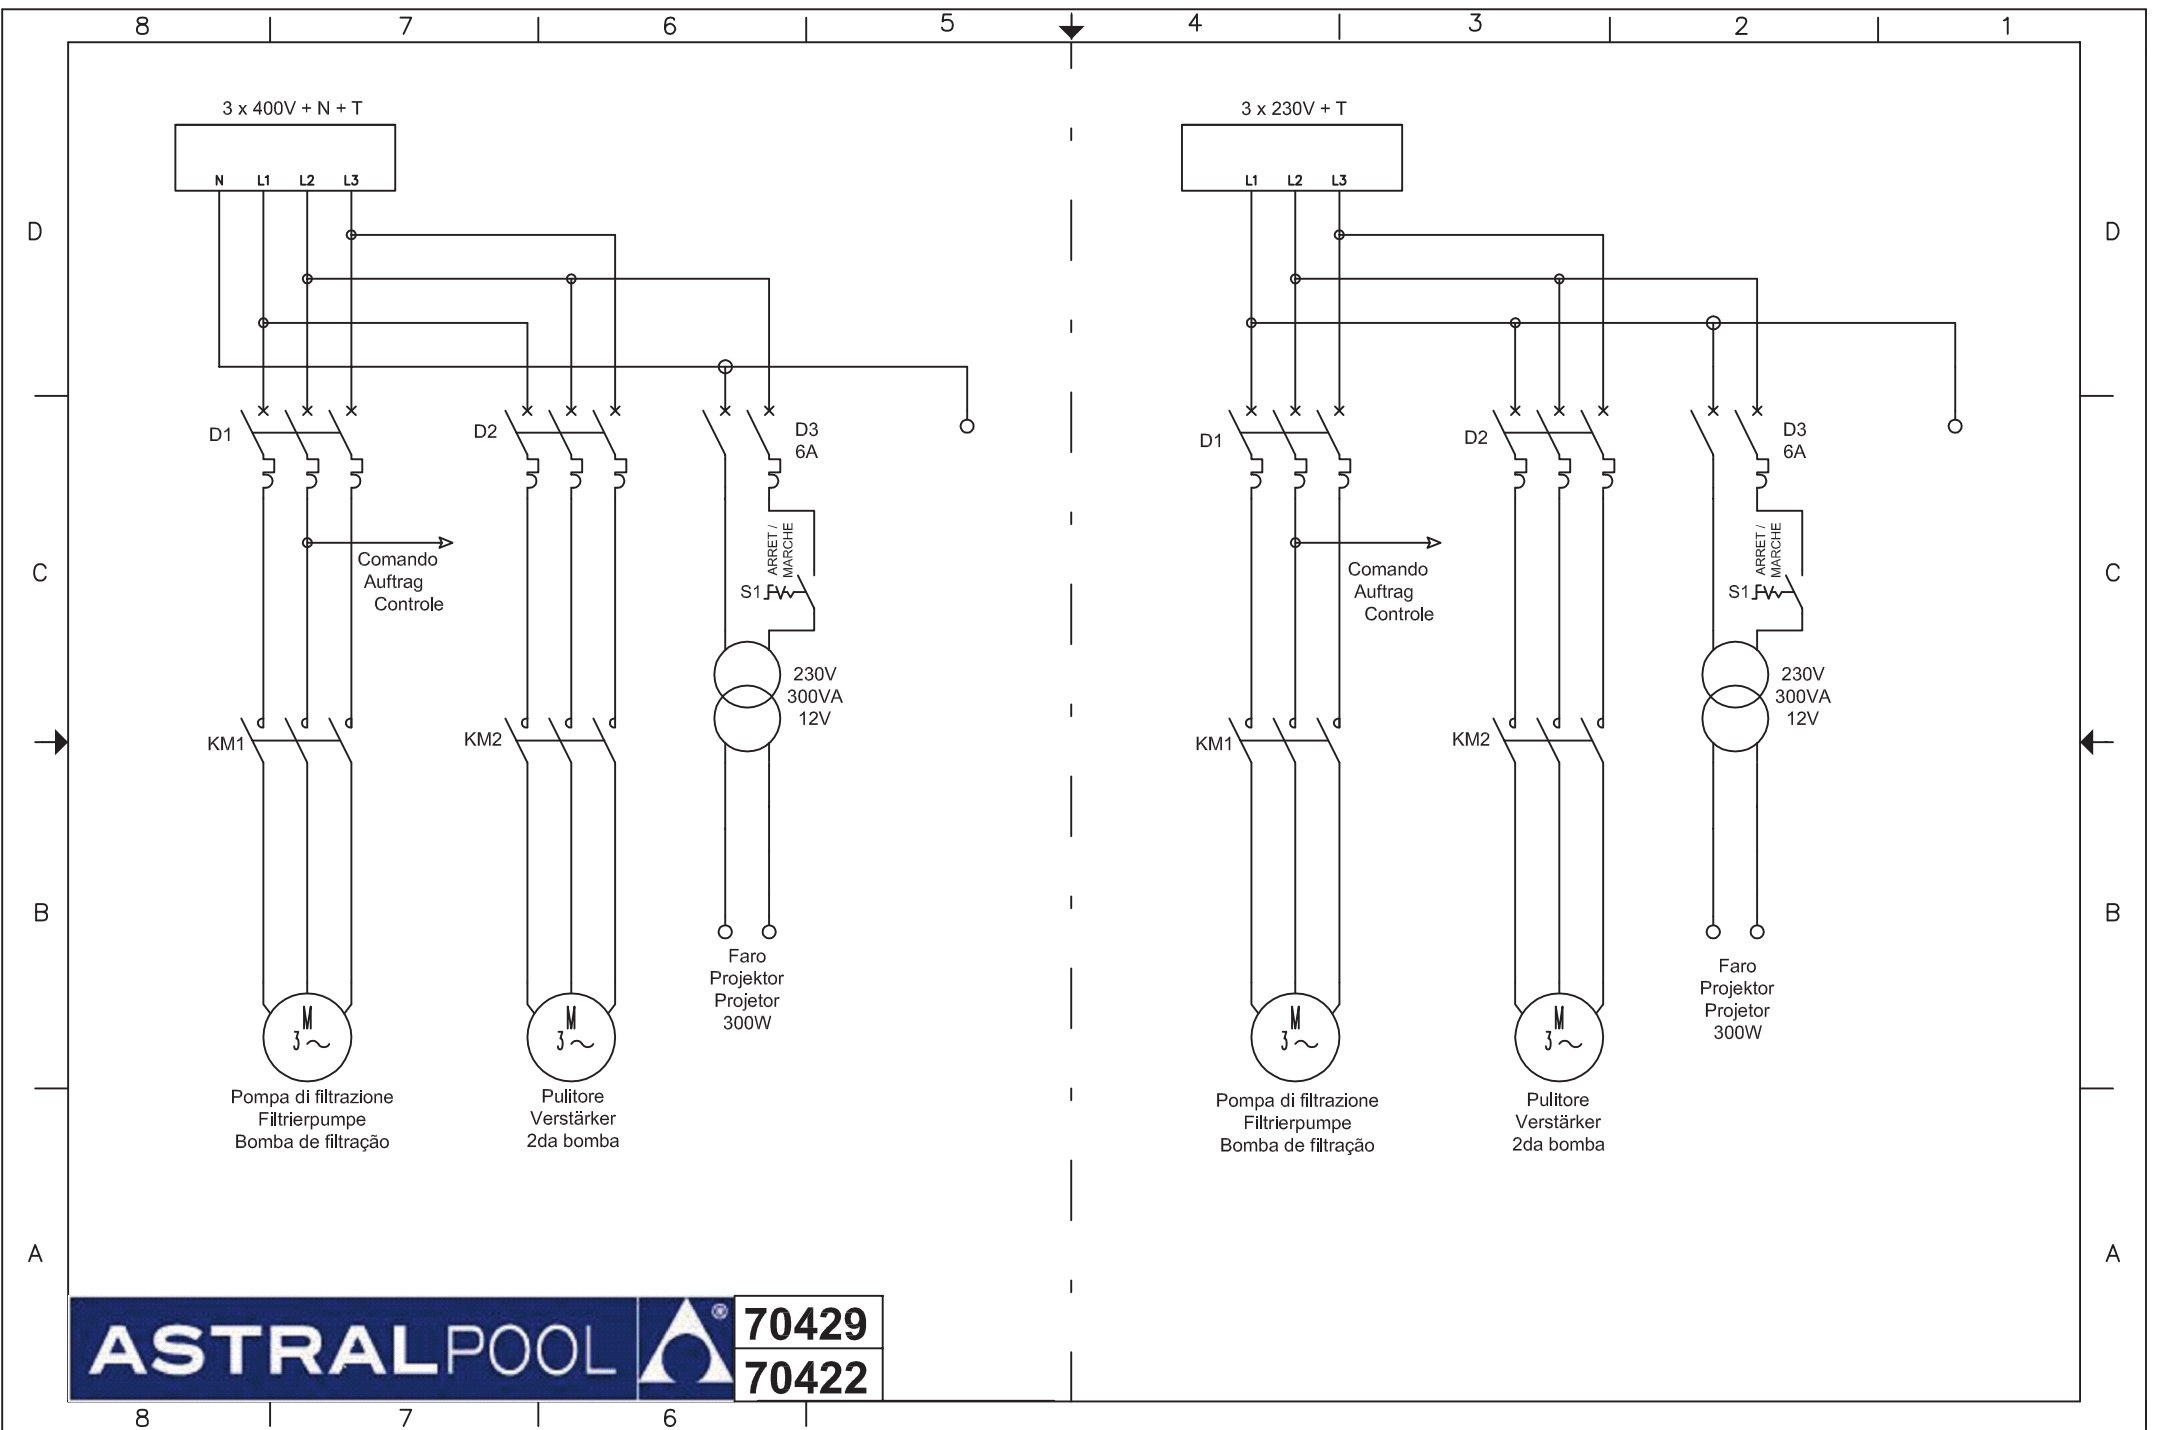 8 7 6 5 4 3 2 1
3 x 400V + N + T
N L1 L2 L3
D
D1
D2
D3
6A
C
Comando
Auftrag
Controle
ARRET /
MARCHE
S1
230V
300VA
12V
KM1
KM2
B
Faro
Projektor
Projetor
300W
M
3~
M
3~
Pompa di filtrazione
Filtrierpumpe
Bomba de filtração
Pulitore
Verstärker
2da bomba
A
3 x 230V + T
L1 L2 L3
D
D1
D2
D3
6A
C
Comando
Auftrag
Controle
ARRET /
MARCHE
S1
230V
300VA
12V
KM1
KM2
B
Faro
Projektor
Projetor
300W
M
3~
M
3~
Pompa di filtrazione
Filtrierpumpe
Bomba de filtração
Pulitore
Verstärker
2da bomba
A
ASTRALPOOL ®
70429
70422
8 7 6